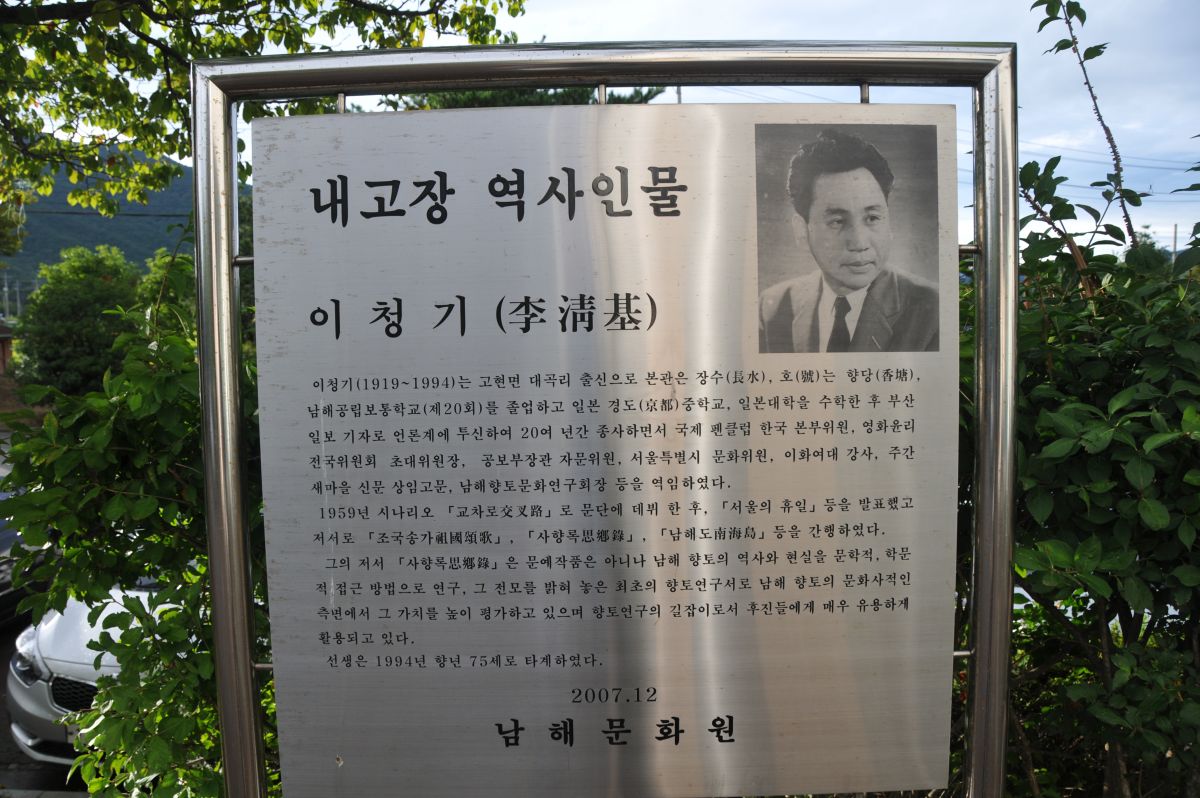 내고장 역사인물
이 청 기 (李淸基)
이청기(1919~1994)는 고현면 대곡리 출신으로 본관은 장수(長水), 호(號)는 향당(香塘),
남해공립보통학교(제20회)를 졸업하고 일본 경도(京都)중학교, 일본대학을 수학한 후 부산
일보 기자로 언론계에 투신하여 20여 년간 종사하면서 국제 펜클럽 한국 본부위원, 영화윤리
전국위원회 초대위원장, 공보부장관 자문위원, 서울특별시 문화위원, 이화여대 강사, 주간
새마을 신문 상임고문, 남해향토문화연구회장 등을 역임하였다.
1959년 시나리오 「교차로交叉路」로 문단에 데뷔 한 후, 「서울의 휴일」등을 발표했고
저서로 「조국송가祖國頌歌」, 「사향록思鄕錄」, 「남해도南海島」등을 간행하였다.
그의 저서 「사향록思鄕錄」은 문예작품은 아니나 남해 향토의 역사와 현실을 문학적, 학문
적 접근 방법으로 연구, 그 전모를 밝혀 놓은 최초의 향토연구서로 남해 향토의 문화사적인
측변에서 그 가치를 높이 평가하고 있으며 향토연구의 길잡이로서 후진들에게 매우 유용하게
활용되고 있다.
선생은 1994년 향년 75세로 타계하였다.
2007.12
남 해 문 화 원